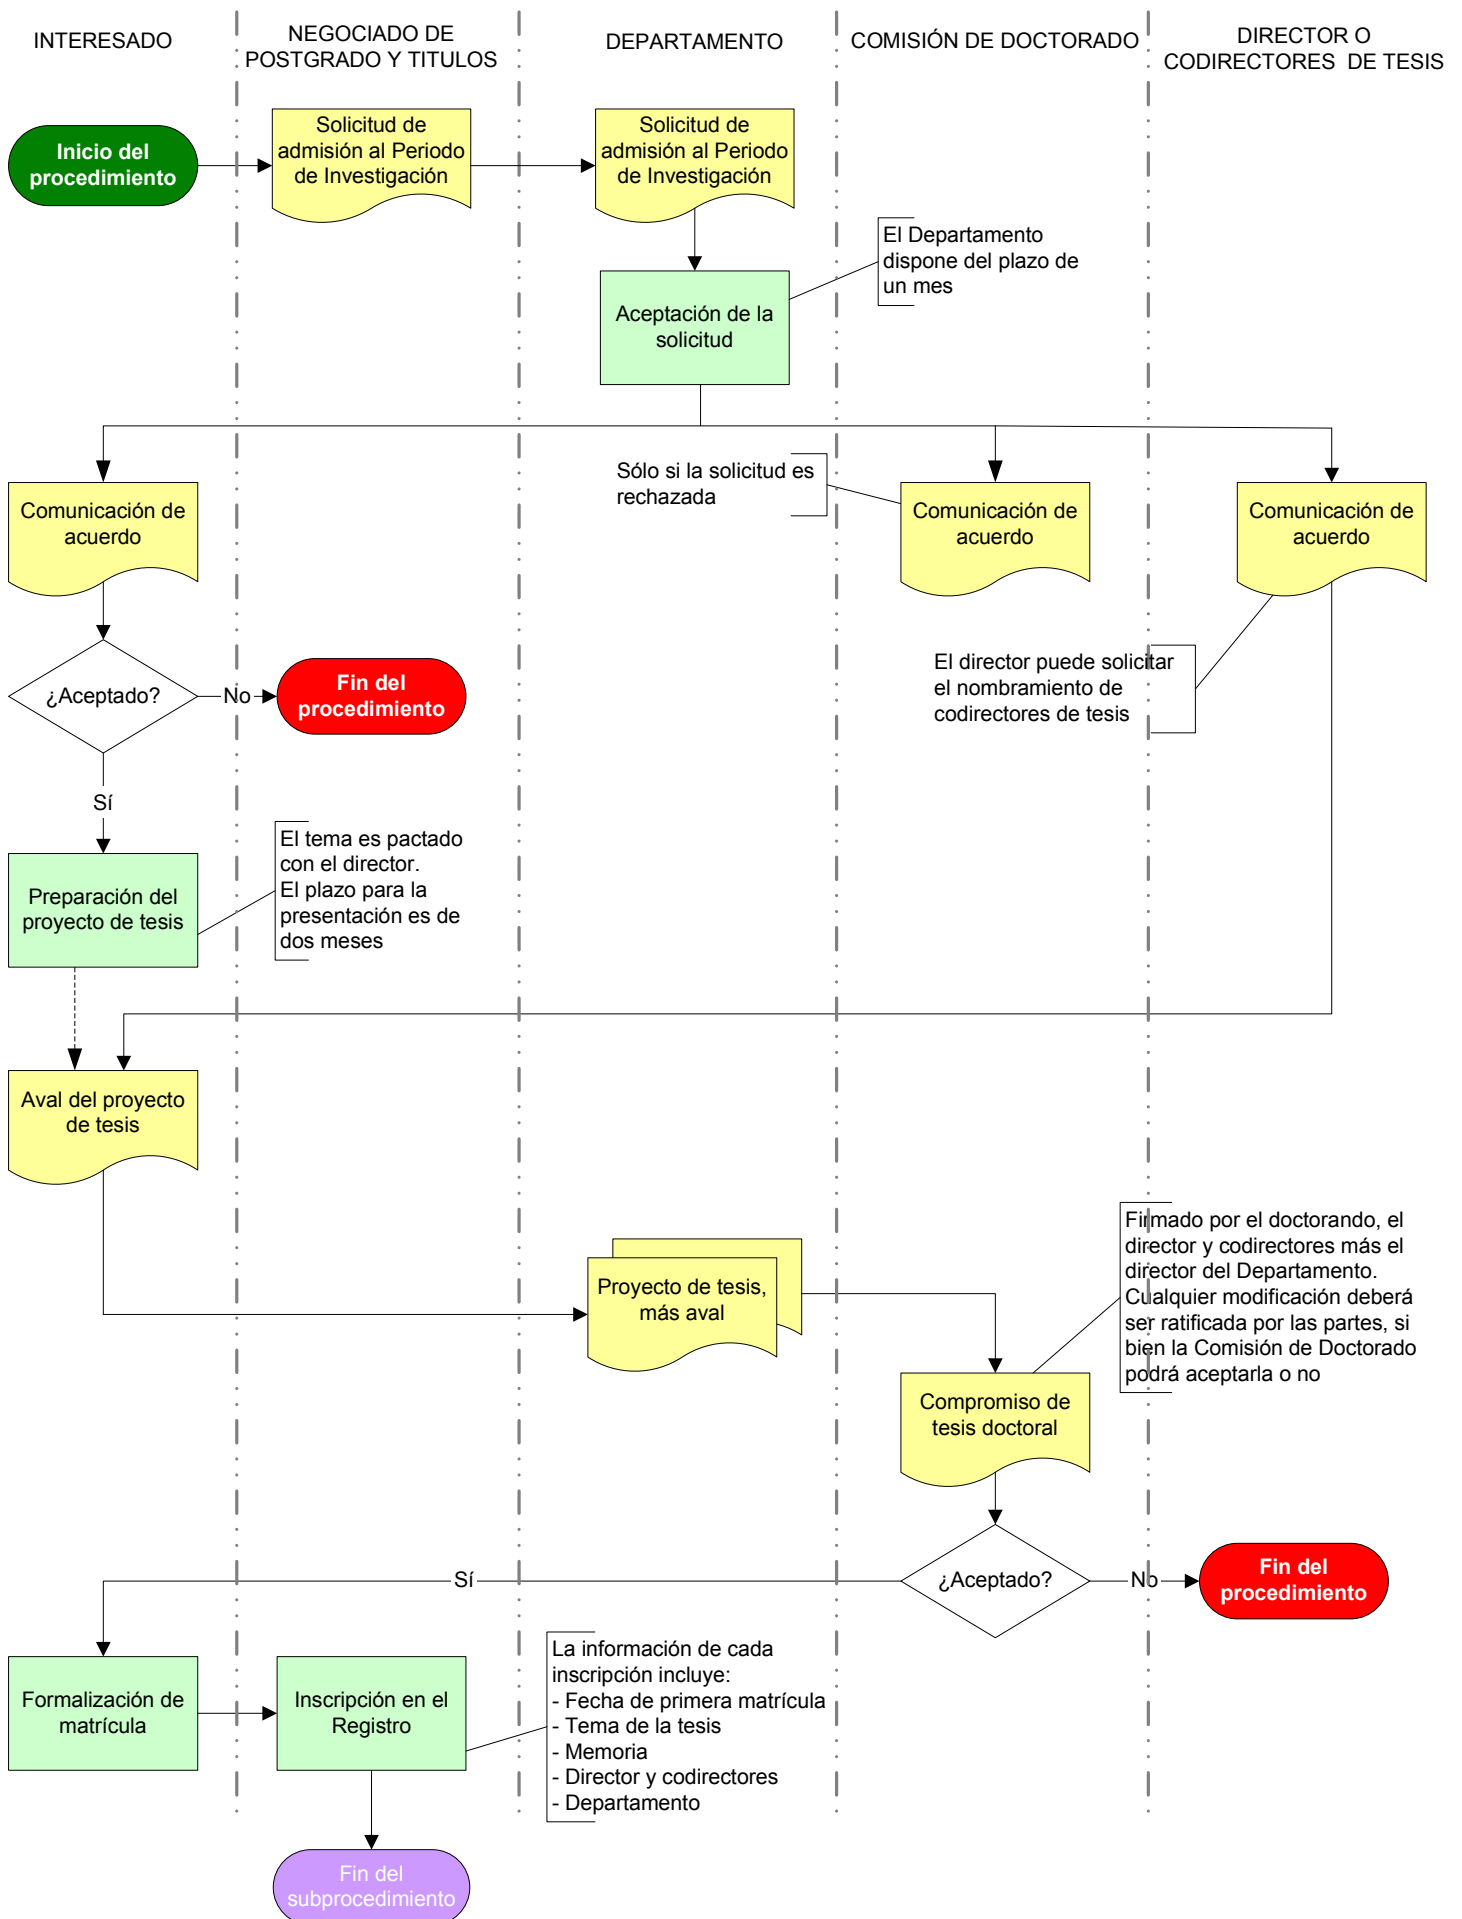 INTERESADO
NEGOCIADO DE
POSTGRADO Y TITULOS
DEPARTAMENTO
COMISIÓN DE DOCTORADO
DIRECTOR O
CODIRECTORES DE TESIS
Inicio del
procedimiento
Solicitud de
admisión al Periodo
de Investigación
Solicitud de
admisión al Periodo
de Investigación
El Departamento
dispone del plazo de
un mes
Aceptación de la
solicitud
Sólo si la solicitud es
rechazada
Comunicación de
acuerdo
Comunicación de
acuerdo
Comunicación de
acuerdo
¿Aceptado?
No
Fin del
procedimiento
El director puede solicitar
el nombramiento de
codirectores de tesis
Sí
Preparación del
proyecto de tesis
El tema es pactado
con el director.
El plazo para la
presentación es de
dos meses
Aval del proyecto
de tesis
Proyecto de tesis,
más aval
Firmado por el doctorando, el
director y codirectores más el
director del Departamento.
Cualquier modificación deberá
ser ratificada por las partes, si
bien la Comisión de Doctorado
podrá aceptarla o no
Compromiso de
tesis doctoral
Sí
¿Aceptado?
No
Fin del
procedimiento
Formalización de
matrícula
Inscripción en el
Registro
La información de cada
inscripción incluye:
- Fecha de primera matrícula
- Tema de la tesis
- Memoria
- Director y codirectores
- Departamento
Fin del
subprocedimiento